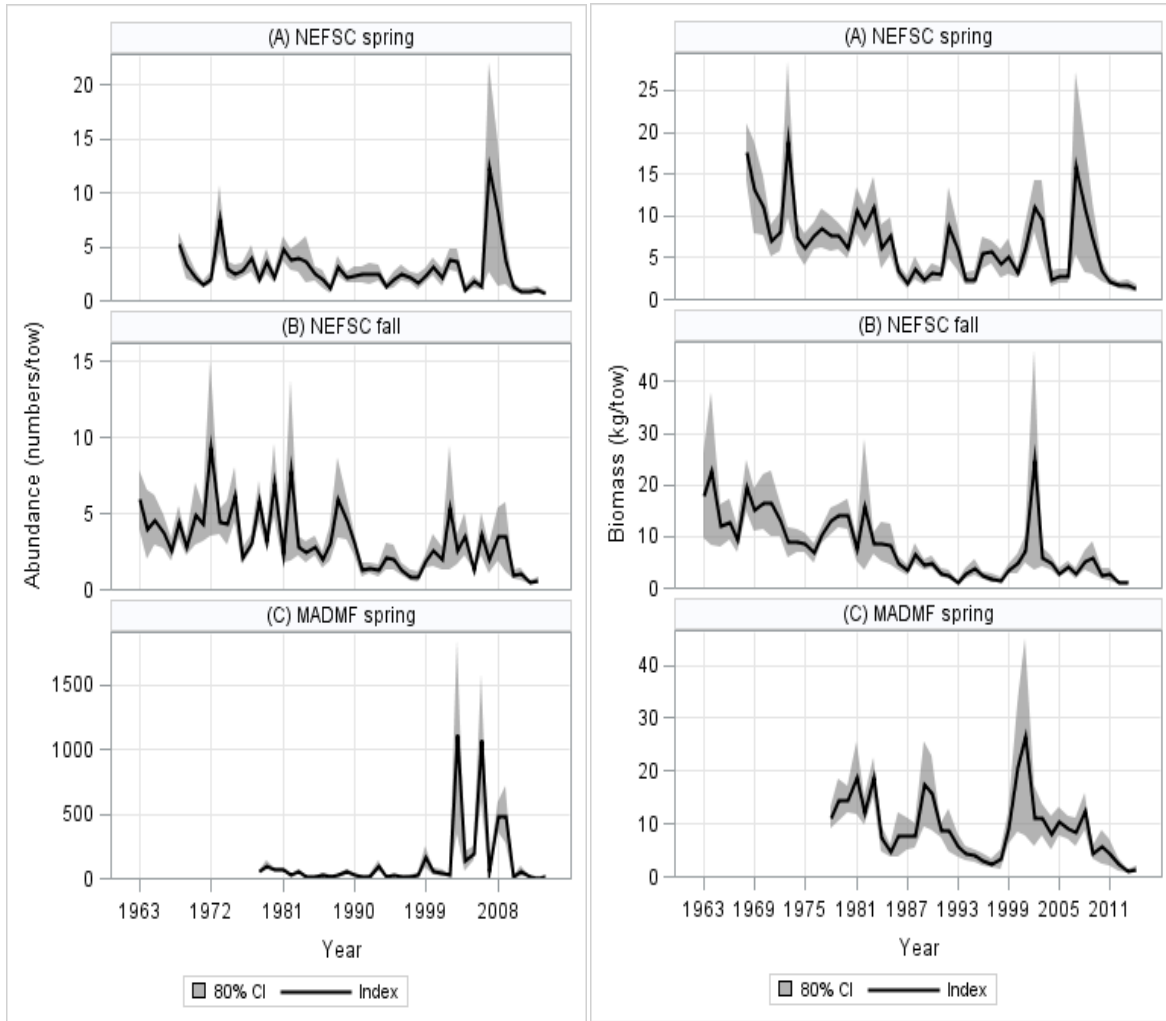 (A) NEFSC spring
20
15
10
5
0
(B) NEFSC fall
15
10
5
0
(C) MADMF spring
1500
1000
500
0
Abundance (numbers/tow)
1963 1972 1981 1990 1999 2008
Year
80% CI Index
(A) NEFSC spring
25
20
15
10
5
0
(B) NEFSC fall
40
30
20
10
0
(C) MADMF spring
40
30
20
10
0
Biomass (kg/tow)
1963 1969 1975 1981 1987 1993 1999 2005 2011
Year
80% CI Index